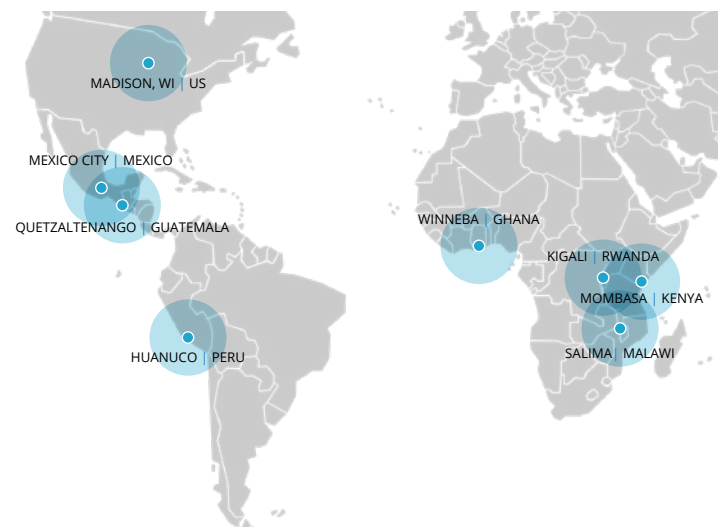 MADISON, WI | US
MEXICO CITY | MEXICO
QUETZALTENANGO | GUATEMALA
WINNEBA | GHANA
KIGALI | RWANDA
MOMBASA | KENYA
HUANUCO | PERU
SALIMA| MALAWI